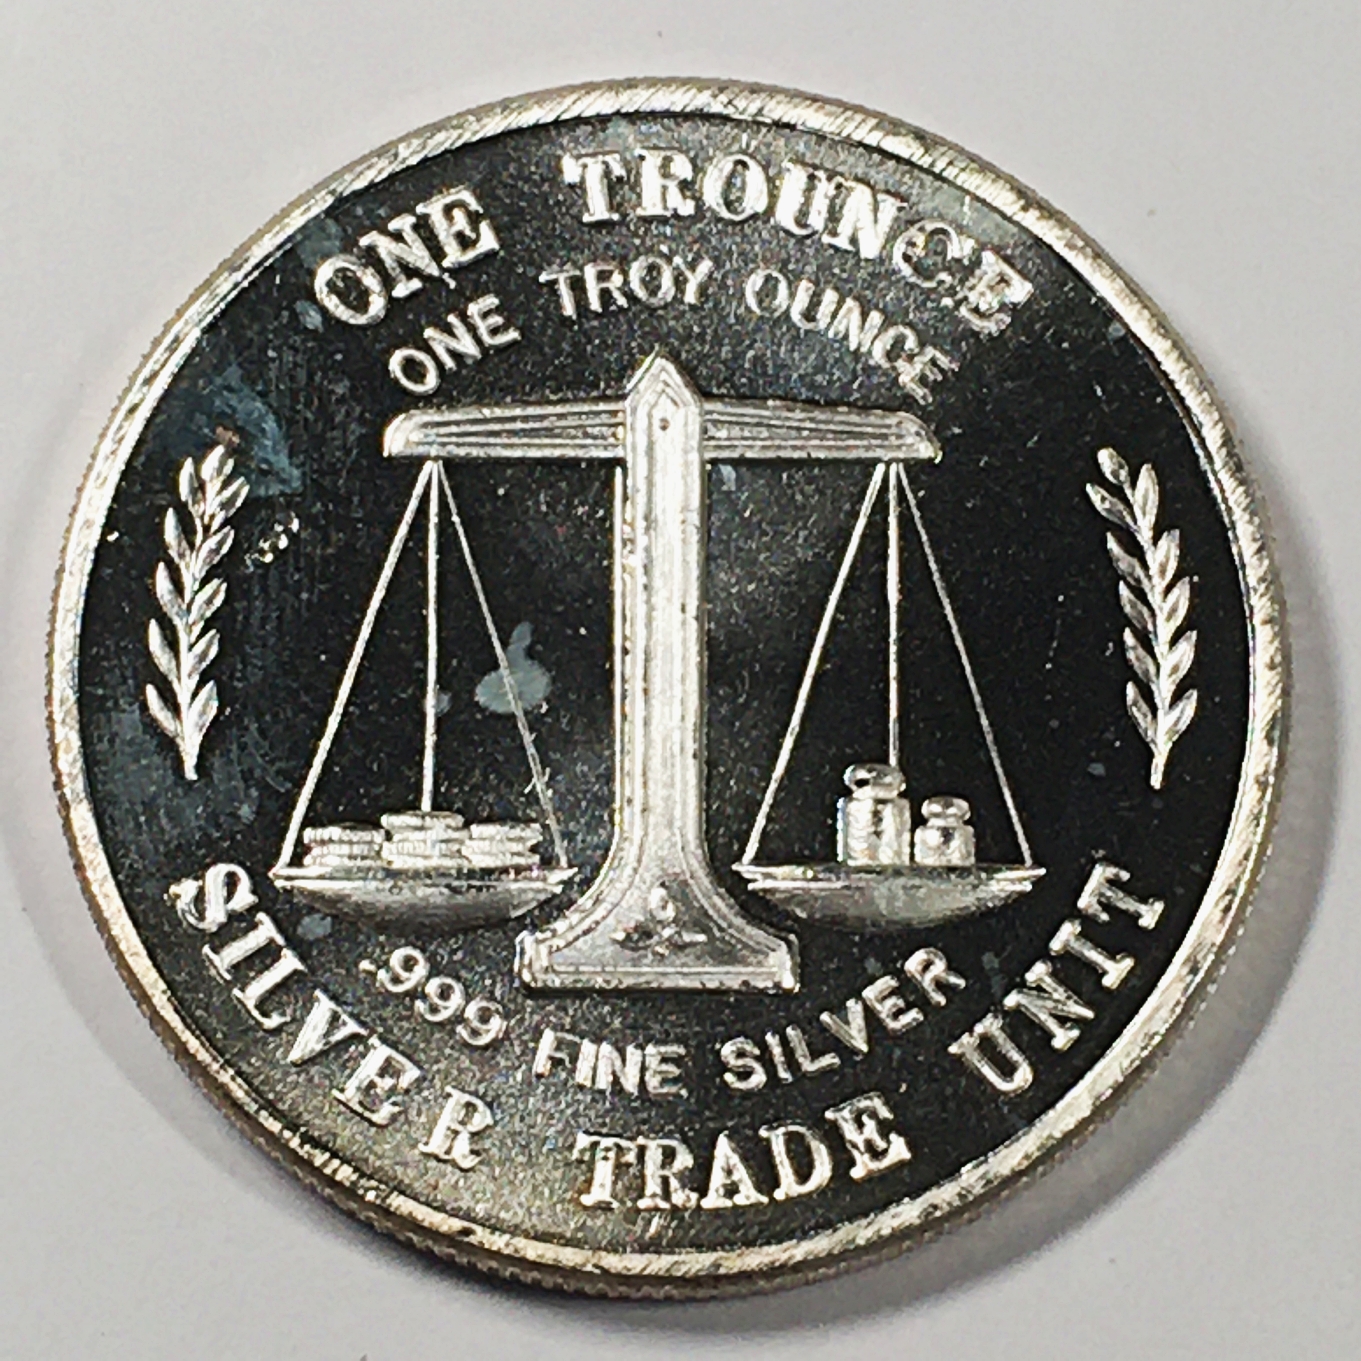 ONE TROUNCE
ONE TROY OUNCE
.999 FINE SILVER
SILVER TRADE UNIT